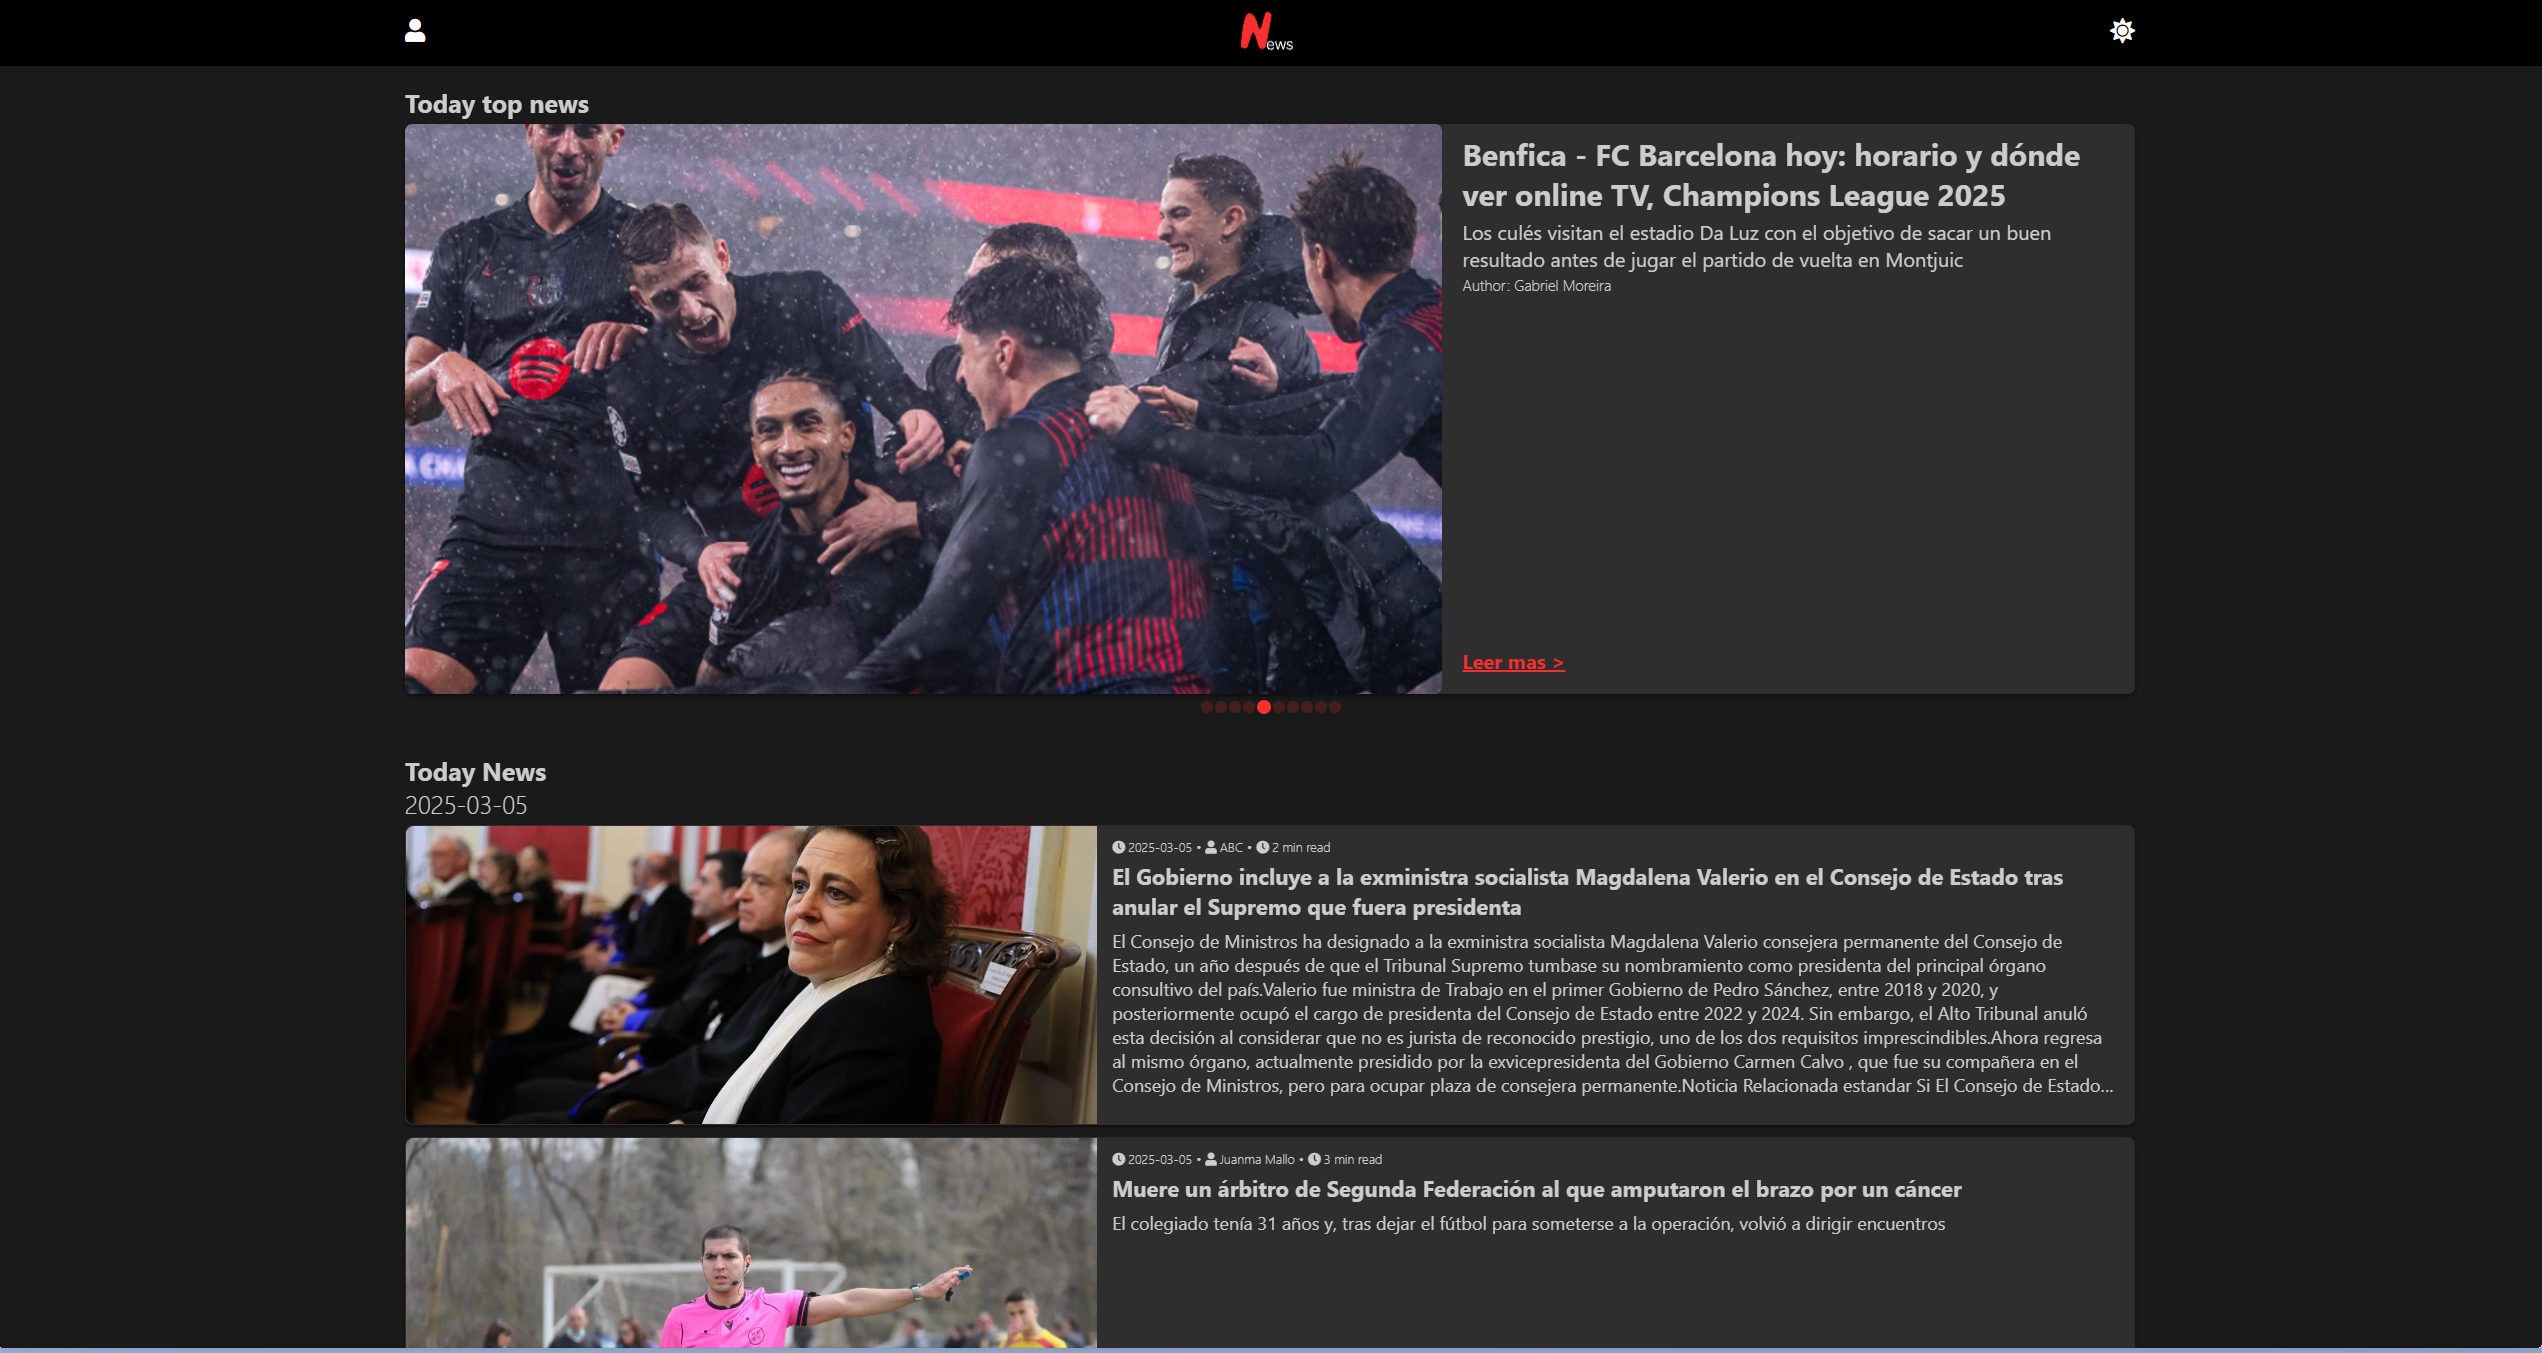 News
Today top news
Benfica - FC Barcelona hoy: horario y dónde
ver online TV, Champions League 2025
Los culés visitan el estadio Da Luz con el objetivo de sacar un buen
resultado antes de jugar el partido de vuelta en Montjuic
Author: Gabriel Moreira
Leer mas >
Today News
2025-03-05
2025-03-05 • ABC • 2 min read
El Gobierno incluye a la exministra socialista Magdalena Valerio en el Consejo de Estado tras
anular el Supremo que fuera presidenta
El Consejo de Ministros ha designado a la exministra socialista Magdalena Valerio consejera permanente del Consejo de
Estado, un año después de que el Tribunal Supremo tumbase su nombramiento como presidenta del principal órgano
consultivo del país.Valerio fue ministra de Trabajo en el primer Gobierno de Pedro Sánchez, entre 2018 y 2020, y
posteriormente ocupó el cargo de presidenta del Consejo de Estado entre 2022 y 2024. Sin embargo, el Alto Tribunal anuló
esta decisión al considerar que no es jurista de reconocido prestigio, uno de los dos requisitos imprescindibles.Ahora regresa
al mismo órgano, actualmente presidido por la exvicepresidenta del Gobierno Carmen Calvo , que fue su compañera en el
Consejo de Ministros, pero para ocupar plaza de consejera permanente.Noticia Relacionada estandar Si El Consejo de Estado...
2025-03-05 • Juanma Mallo • 3 min read
Muere un árbitro de Segunda Federación al que amputaron el brazo por un cáncer
El colegiado tenía 31 años y, tras dejar el fútbol para someterse a la operación, volvió a dirigir encuentros